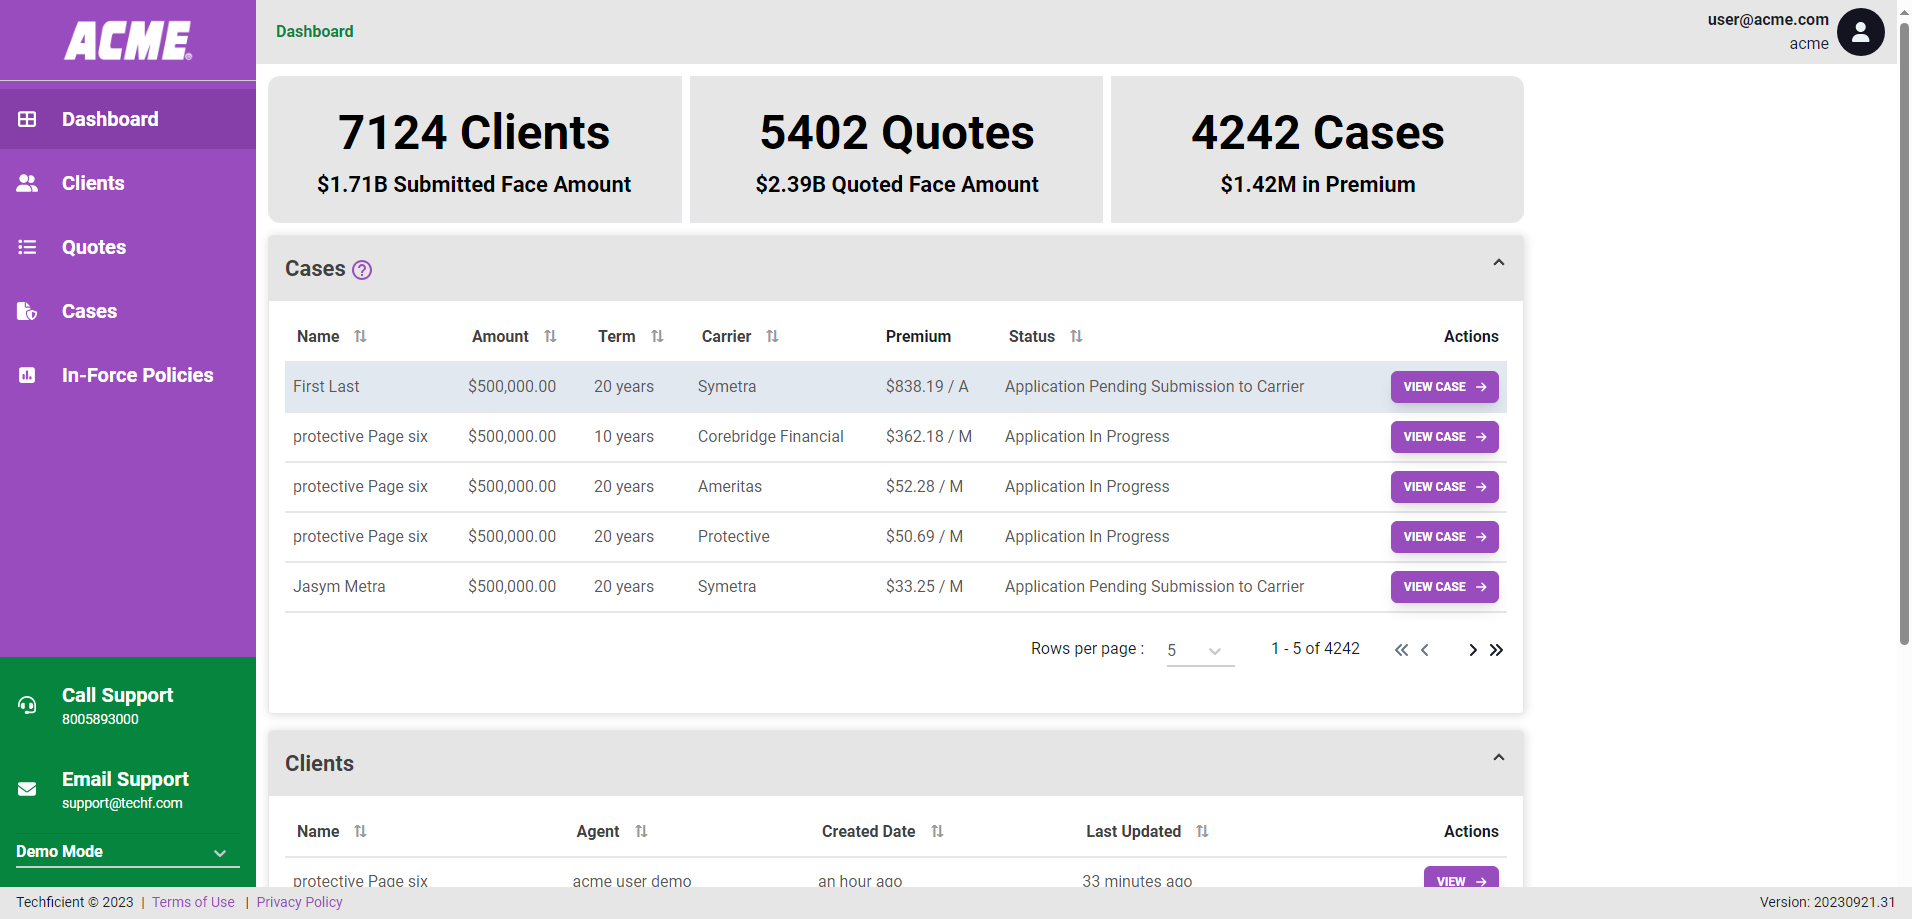 ACME®
Dashboard
Clients
Quotes
Cases
In-Force Policies
Call Support
8005893000
Email Support
support@techf.com
Demo Mode
Dashboard
user@acme.com
acme
7124 Clients
$1.71B Submitted Face Amount
5402 Quotes
$2.39B Quoted Face Amount
4242 Cases
$1.42M in Premium
Cases ?
Name Amount Term Carrier Premium Status Actions
First Last $500,000.00 20 years Symetra $838.19 / A Application Pending Submission to Carrier VIEW CASE
protective Page six $500,000.00 10 years Corebridge Financial $362.18 / M Application In Progress VIEW CASE
protective Page six $500,000.00 20 years Ameritas $52.28 / M Application In Progress VIEW CASE
protective Page six $500,000.00 20 years Protective $50.69 / M Application In Progress VIEW CASE
Jasym Metra $500,000.00 20 years Symetra $33.25 / M Application Pending Submission to Carrier VIEW CASE
Rows per page : 5 1 - 5 of 4242
Clients
Name Agent Created Date Last Updated Actions
protective Page six acme user demo an hour ago 33 minutes ago VIEW
Techficient © 2023 | Terms of Use | Privacy Policy
Version: 20230921.31